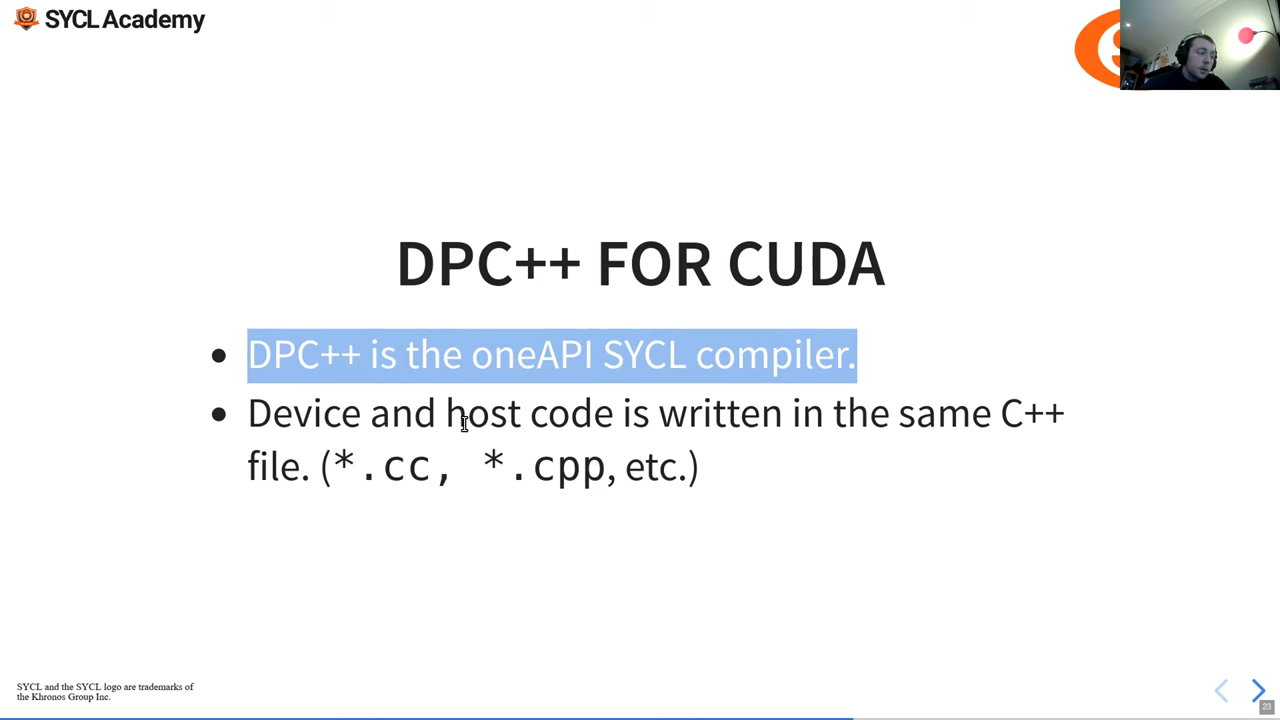 SYCL Academy
DPC++ FOR CUDA
DPC++ is the oneAPI SYCL compiler.
Device and host code is written in the same C++
file. (*.cc, *.cpp, etc.)
SYCL and the SYCL logo are trademarks of
the Khronos Group Inc.
23